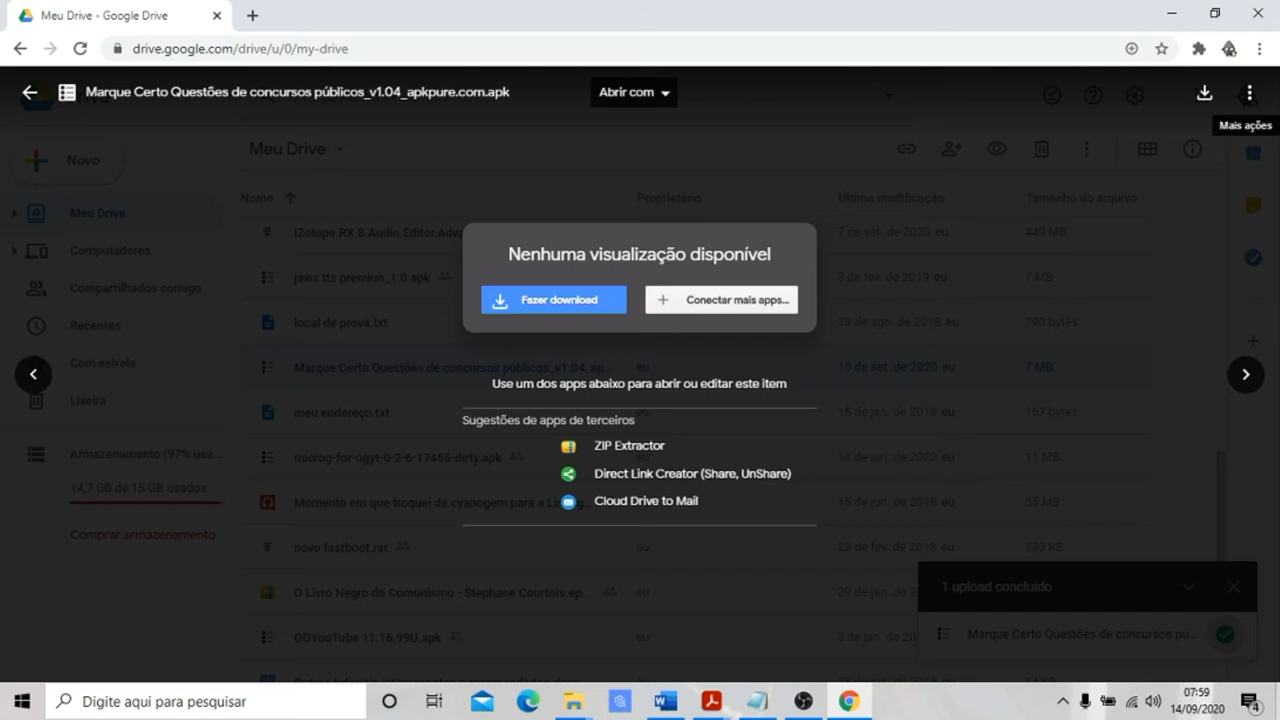 Meu Drive - Google Drive
drive.google.com/drive/u/0/my-drive
Marque Certo Questões de concursos públicos_v1.04_apkpure.com.apk
Abrir com
Mais ações
Novo
Meu Drive
Nome
Proprietário
Última modificação
Tamanho do arquivo
Meu Drive
iZotope.RX.8.Audio.Editor.Adva
7 de set. de 2020 eu
449 MB
Computadores
jaws tts premiun_1.0.apk
eu
3 de fev. de 2019 eu
7 MB
Compartilhados comigo
Recentes
local de prova.txt
23 de ago. de 2018 eu
790 bytes
Com estrela
Marque Certo Questões de concursos públicos_v1.04_ap...
eu
10 de set. de 2020 eu
7 MB
Lixeira
meu endereço.txt
eu
15 de jan. de 2018 eu
167 bytes
Armazenamento (97% usa...
14,7 GB de 15 GB usados
Comprar armazenamento
microg-for-ogyt-0-2-6-17455-dirty.apk
eu
16 de jun. de 2020 eu
11 MB
Momento em que troquei da cyanogem para a Lineag
eu
15 de jun. de 2018 eu
55 MB
novo fastboot.rar
eu
23 de fev. de 2018 eu
530 KB
O Livro Negro do Comunismo - Stephane Courtois.ep...
eu
29 de jan.
OGYouTube 11.16.99U.apk
eu
3 de jan. de
Nenhuma visualização disponível
Fazer download
Conectar mais apps...
Use um dos apps abaixo para abrir ou editar este item
Sugestões de apps de terceiros
ZIP Extractor
Direct Link Creator (Share, UnShare)
Cloud Drive to Mail
1 upload concluído
Marque Certo Questões de concursos pú...
Digite aqui para pesquisar
07:59
14/09/2020
4